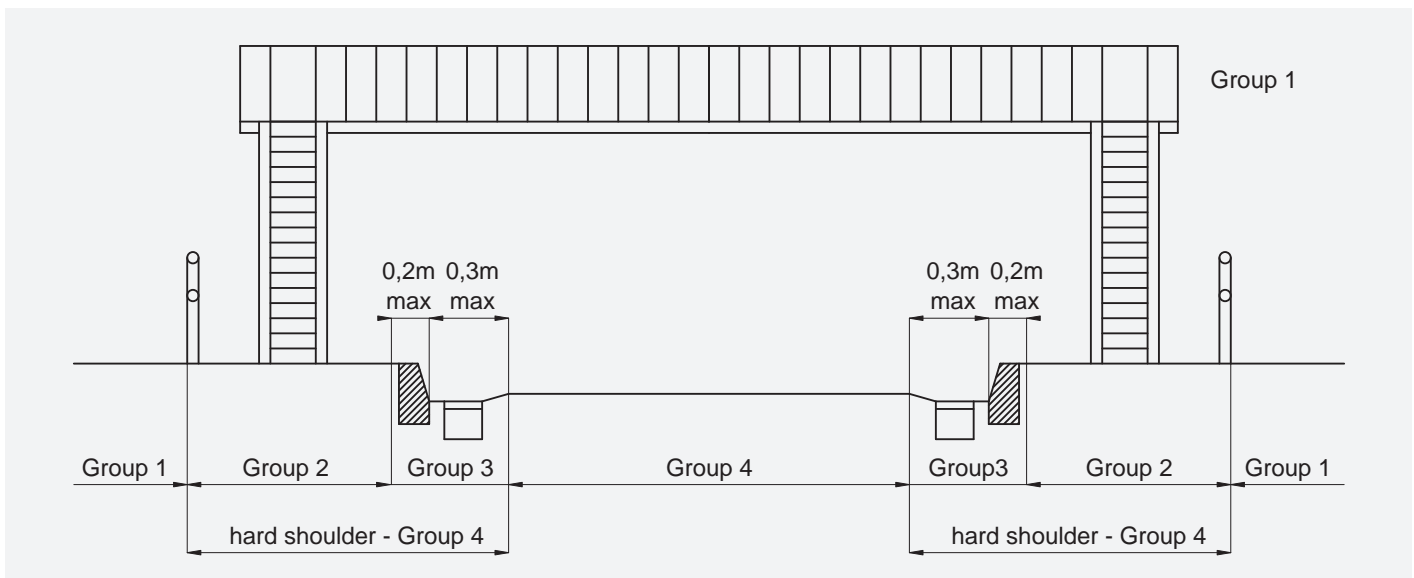 Group 1
0,2m 0,3m
max max
0,3m 0,2m
max max
Group 1 Group 2 Group 3 Group 4 Group3 Group 2 Group 1
hard shoulder - Group 4 hard shoulder - Group 4